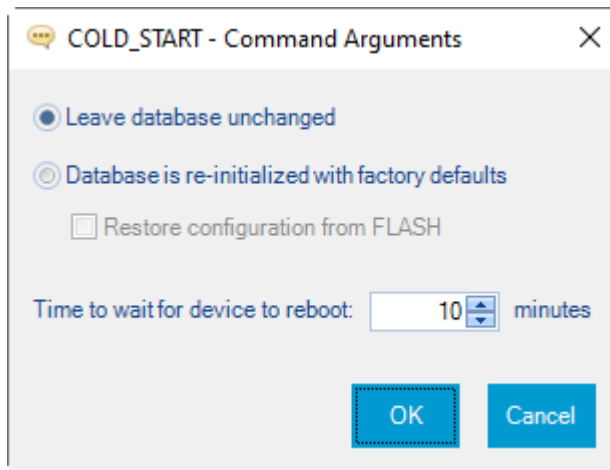 COLD_START - Command Arguments
Leave database unchanged
Database is re-initialized with factory defaults
Restore configuration from FLASH
Time to wait for device to reboot: 10 minutes
OK Cancel